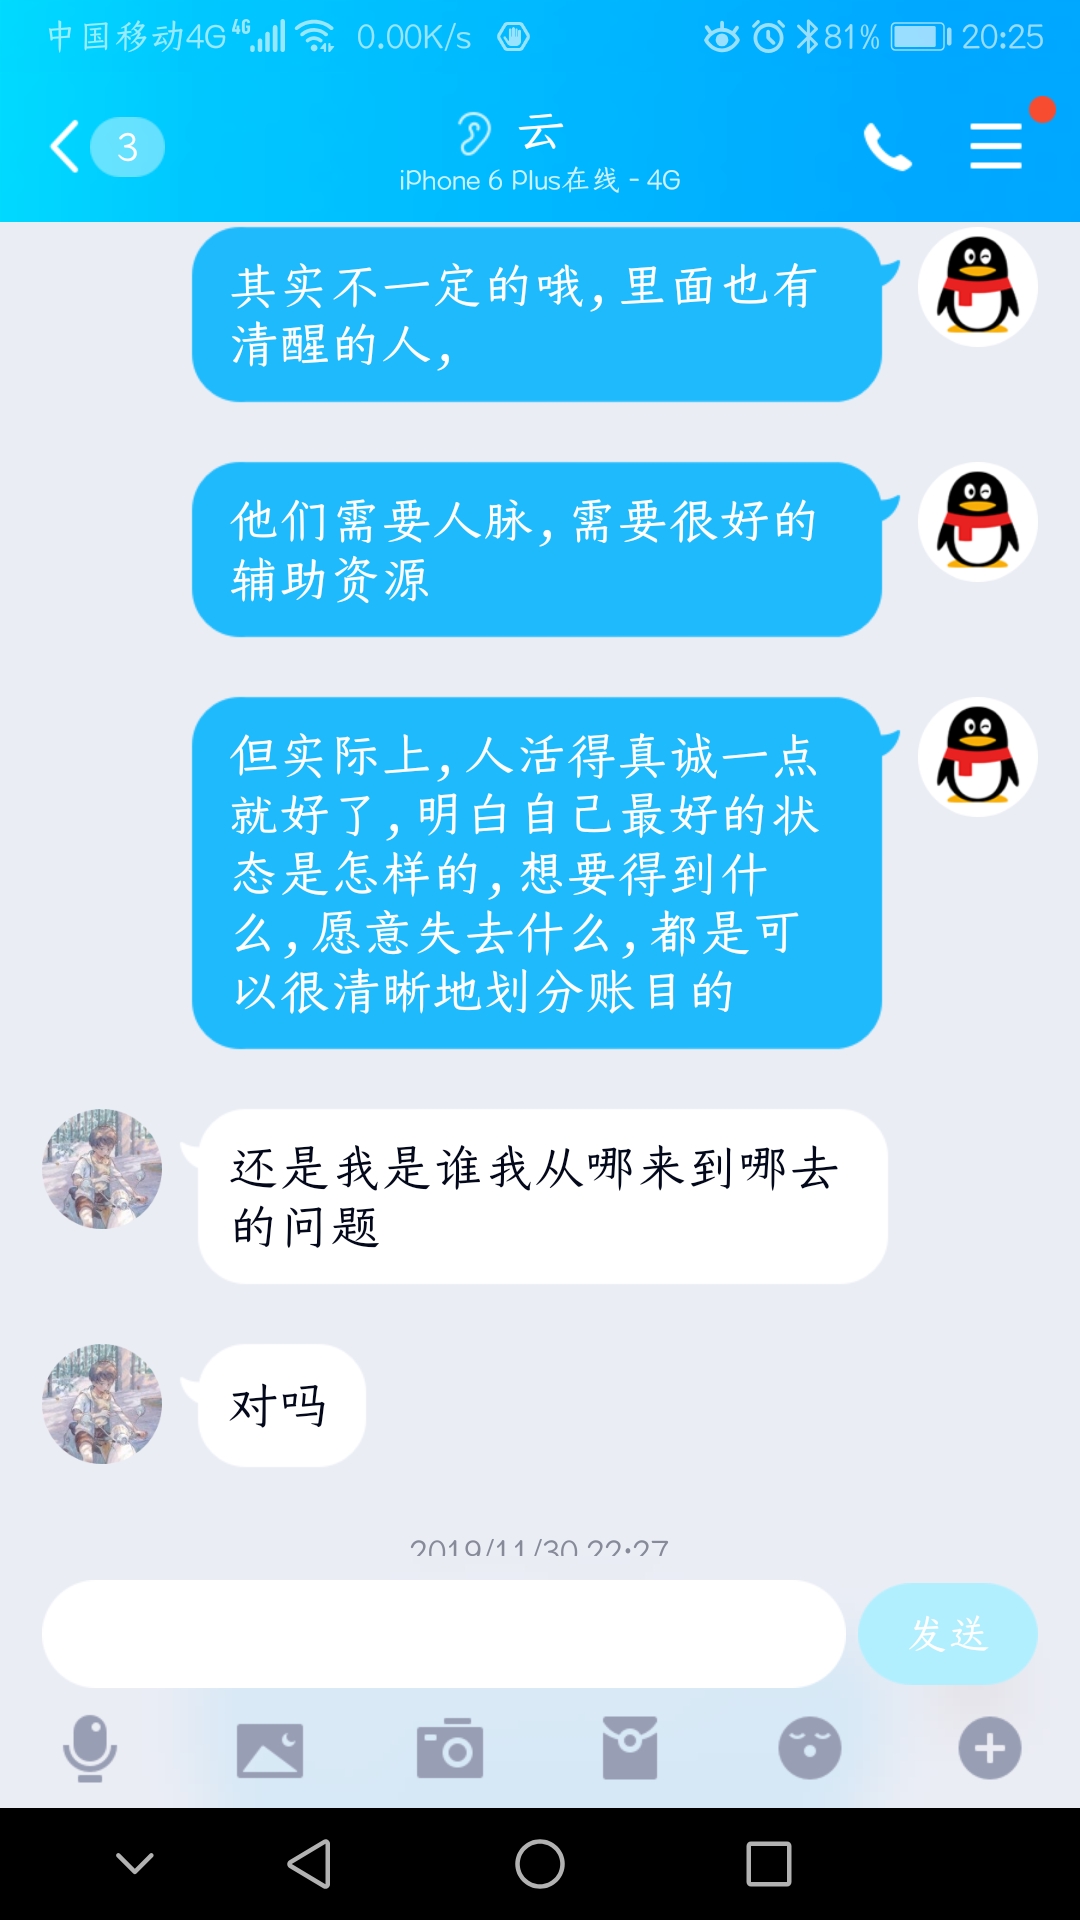 中国移动4G 4G 0.00K/s 81% 20:25
3
云
iPhone 6 Plus在线 - 4G
其实不一定的哦,里面也有
清醒的人,
他们需要人脉,需要很好的
辅助资源
但实际上,人活得真诚一点
就好了,明白自己最好的状
态是怎样的,想要得到什
么,愿意失去什么,都是可
以很清晰地划分账目的
还是我是谁我从哪来到哪去
的问题
对吗
2019/11/30 22:27
发送